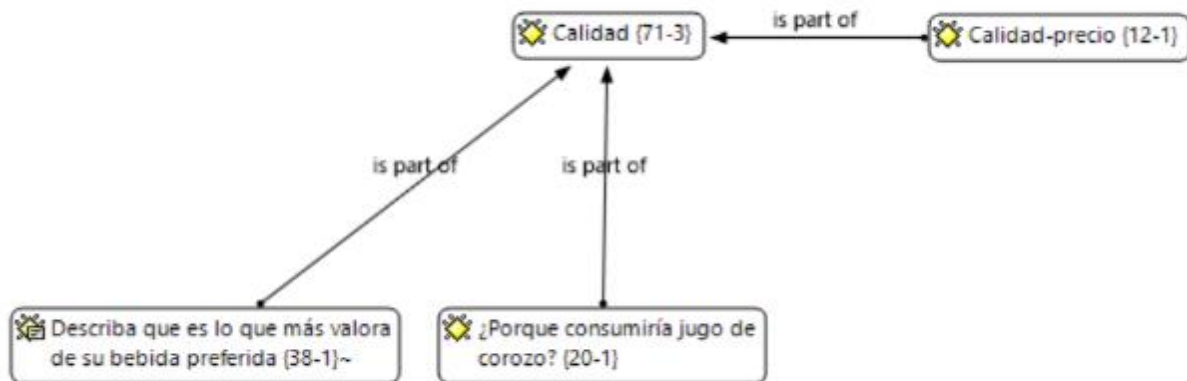 Calidad {71-3}
is part of
Calidad-precio {12-1}
is part of
is part of
Describa que es lo que más valora
de su bebida preferida {38-1}~
¿Porque consumiría jugo de
corozo? {20-1}